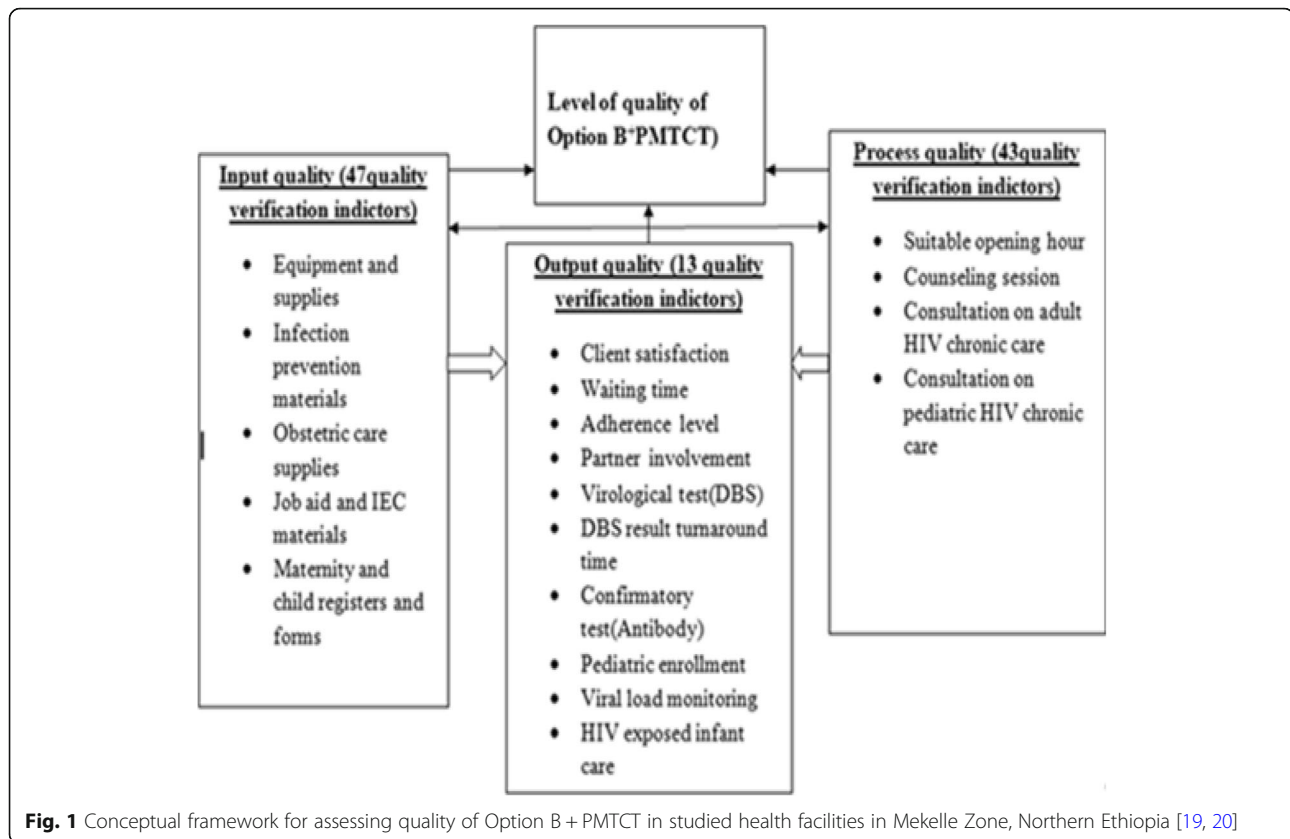 Level of quality of
Option B⁺PMTCT)
Input quality (47quality
verification indictors)
• Equipment and
supplies
• Infection
prevention
materials
• Obstetric care
supplies
• Job aid and IEC
materials
• Maternity and
child registers and
forms
Output quality (13 quality
verification indictors)
• Client satisfaction
• Waiting time
• Adherence level
• Partner involvement
• Virological test(DBS)
• DBS result turnaround
time
• Confirmatory
test(Antibody)
• Pediatric enrollment
• Viral load monitoring
• HIV exposed infant
care
Process quality (43quality
verification indictors)
• Suitable opening hour
• Counseling session
• Consultation on adult
HIV chronic care
• Consultation on
pediatric HIV chronic
care
Fig. 1 Conceptual framework for assessing quality of Option B + PMTCT in studied health facilities in Mekelle Zone, Northern Ethiopia [19, 20]